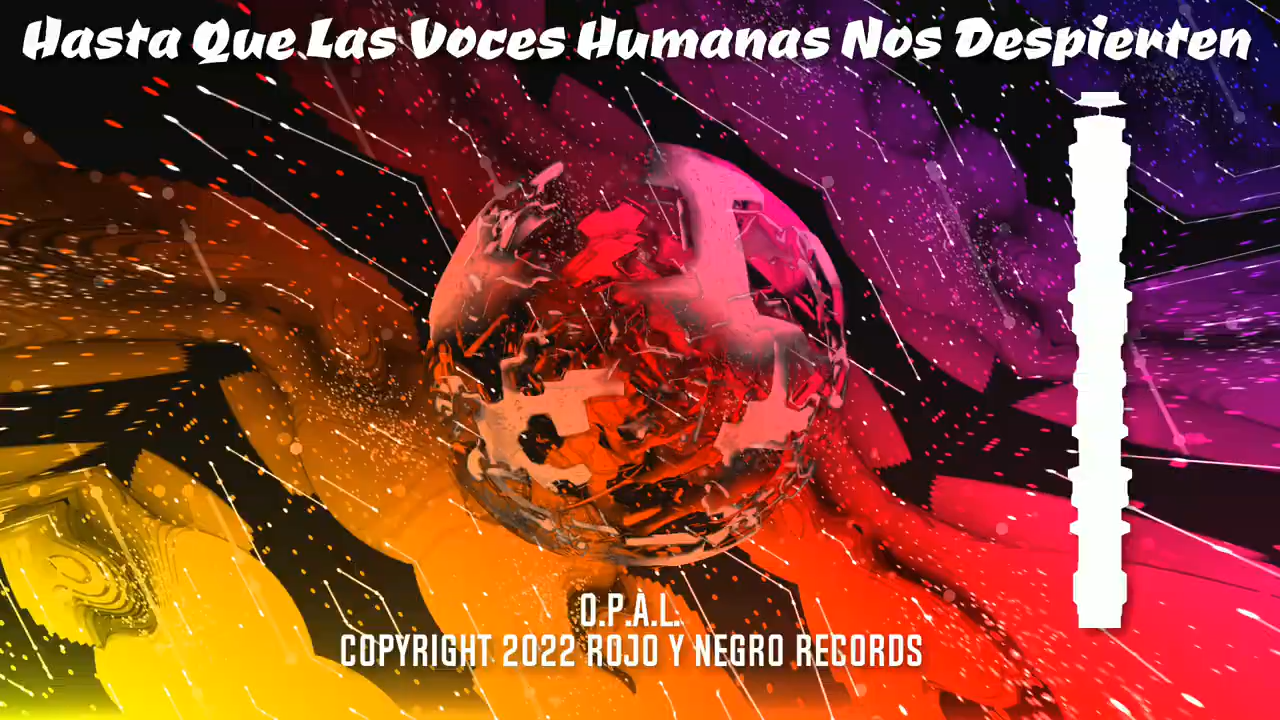 Hasta Que Las Voces Humanas Nos Despierten
O.P.A.L.
COPYRIGHT 2022 ROJO Y NEGRO RECORDS